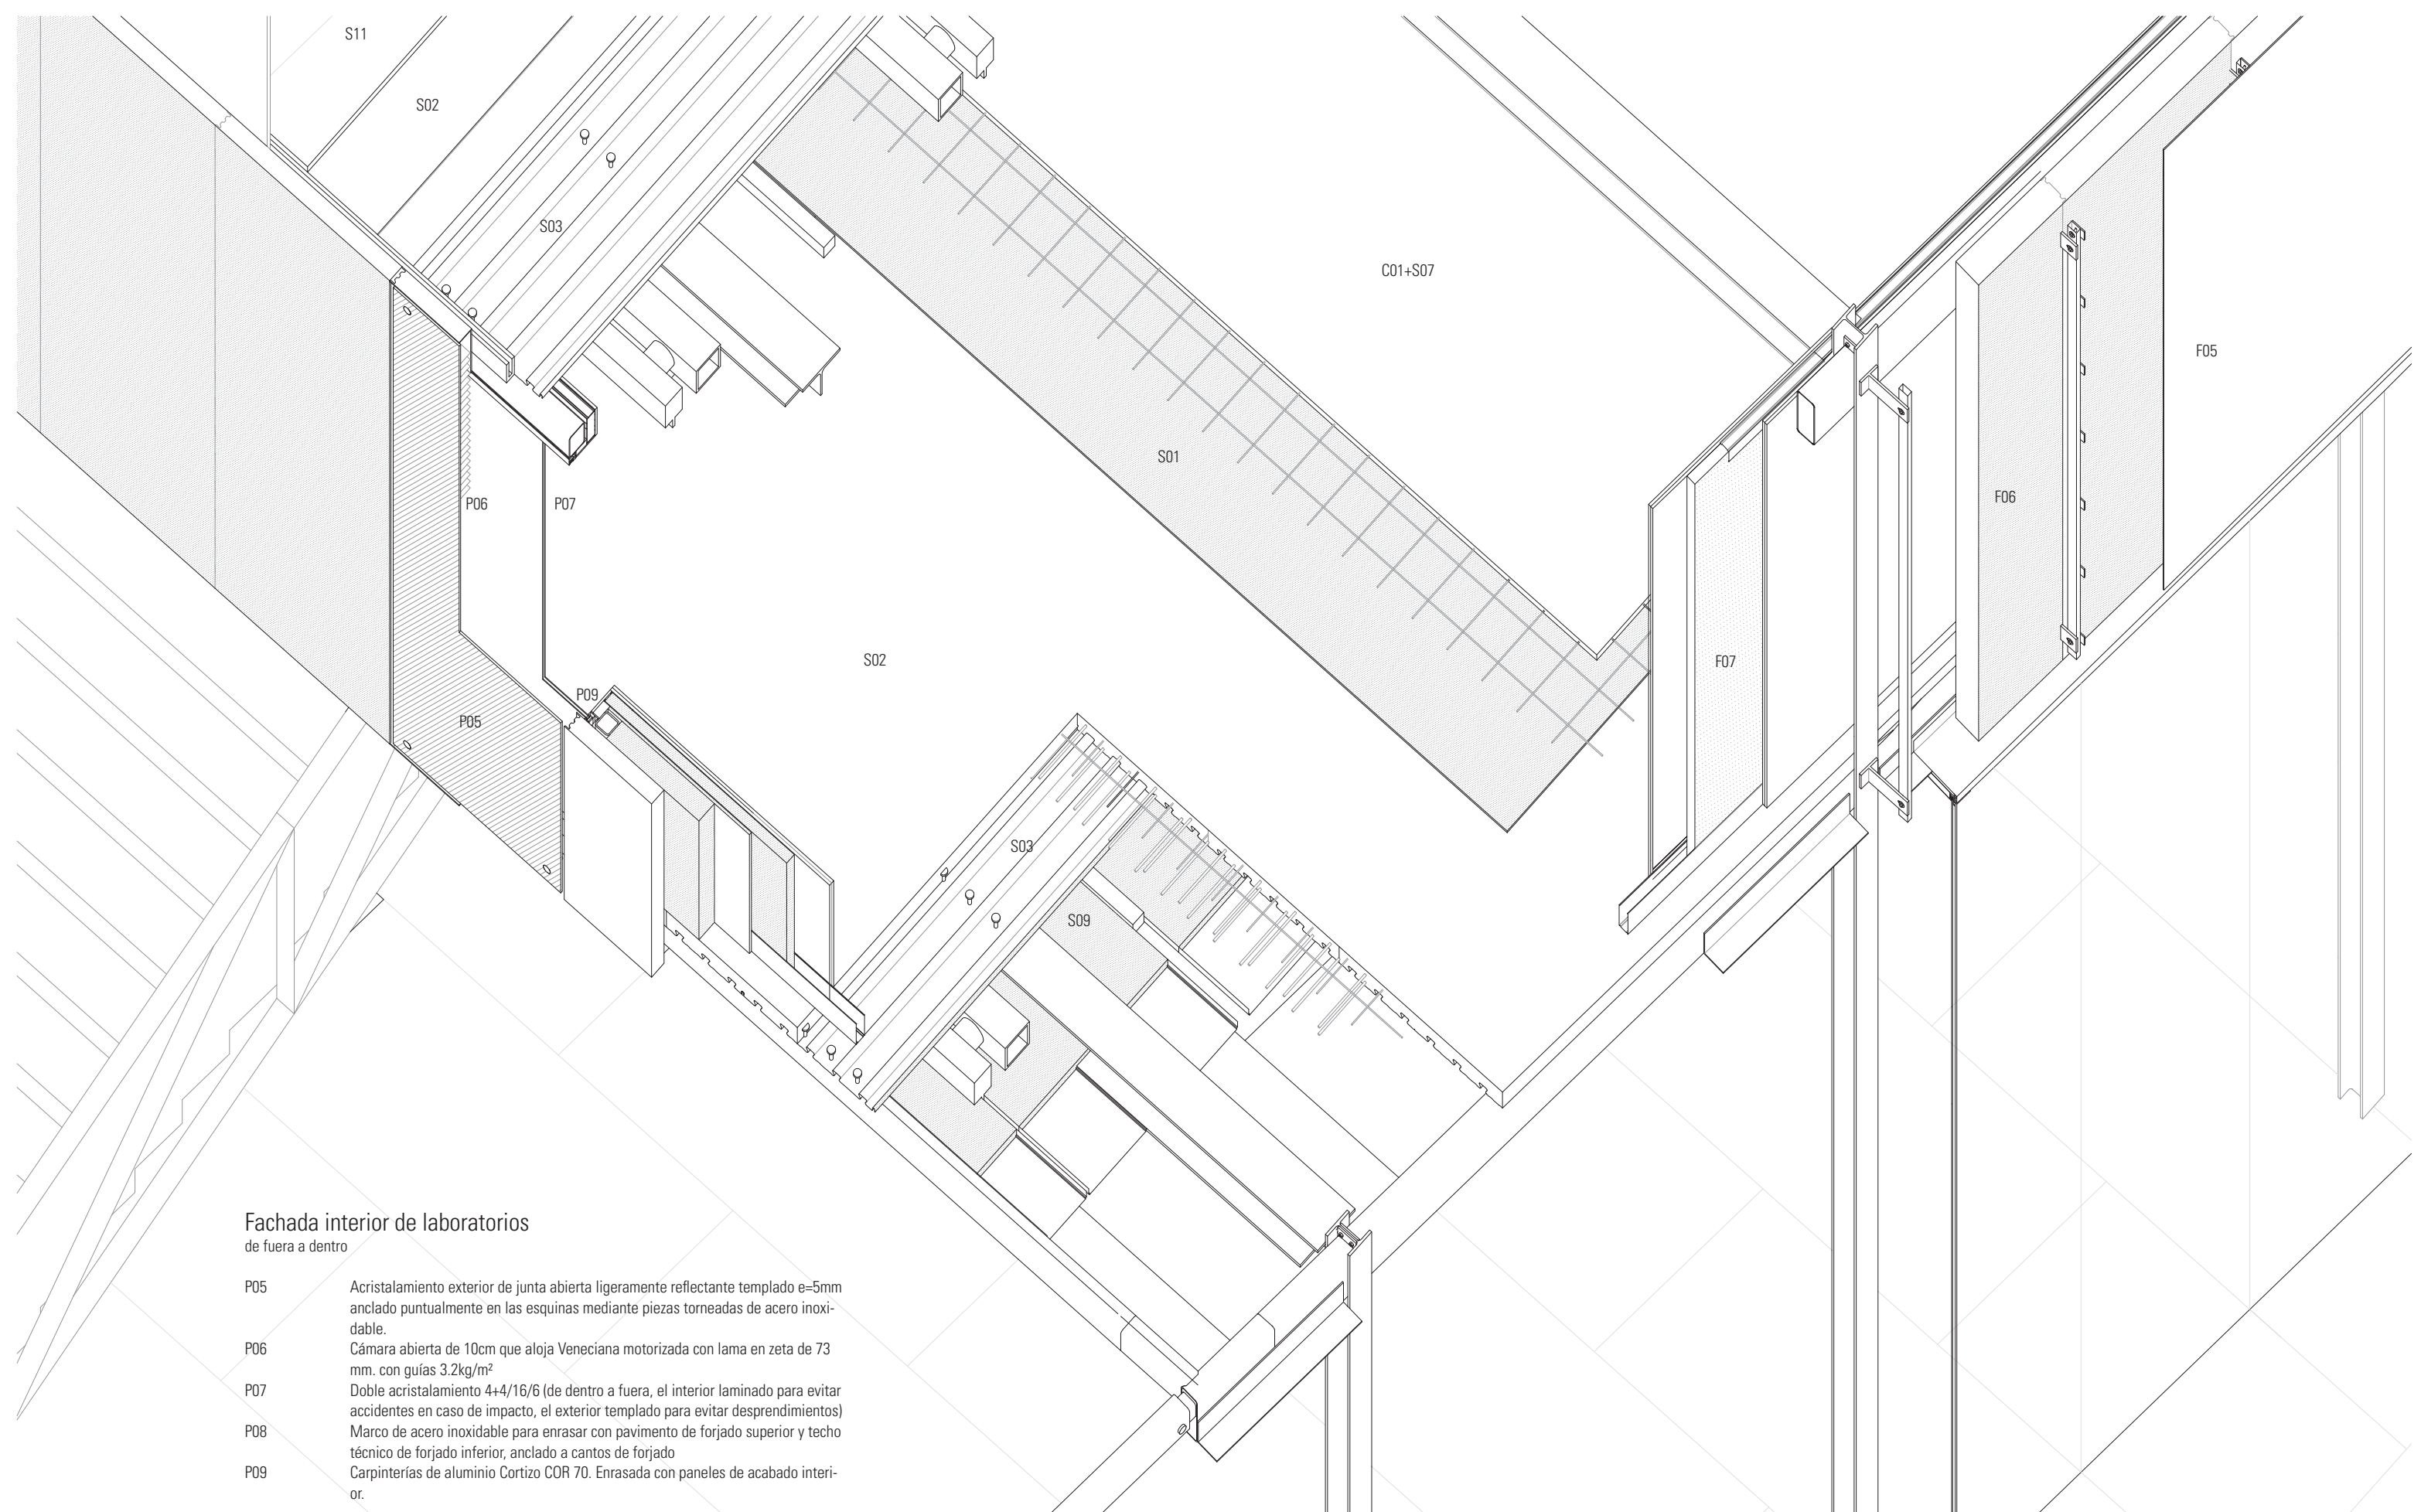 S11
S02
S03
C01+S07
F05
S01
P06
P07
F06
S02
F07
P09
P05
S03
S09
Fachada interior de laboratorios
de fuera a dentro
P05 Acristalamiento exterior de junta abierta ligeramente reflectante templado e=5mm
anclado puntualmente en las esquinas mediante piezas torneadas de acero inoxi-
dable.
P06 Cámara abierta de 10cm que aloja Veneciana motorizada con lama en zeta de 73
mm. con guías 3.2kg/m²
P07 Doble acristalamiento 4+4/16/6 (de dentro a fuera, el interior laminado para evitar
accidentes en caso de impacto, el exterior templado para evitar desprendimientos)
P08 Marco de acero inoxidable para enrasar con pavimento de forjado superior y techo
técnico de forjado inferior, anclado a cantos de forjado
P09 Carpinterías de aluminio Cortizo COR 70. Enrasada con paneles de acabado interi-
or.